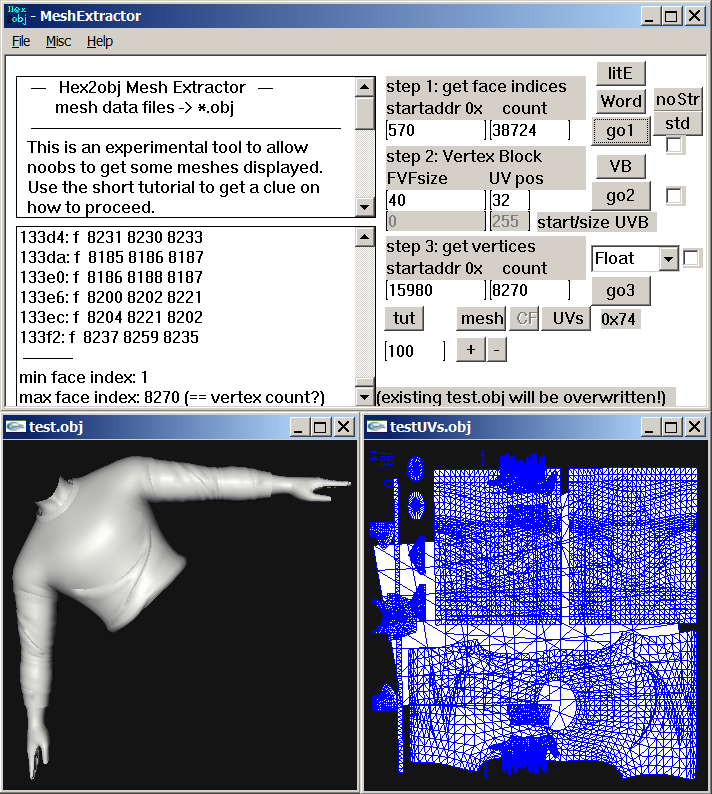 Hex
obj - MeshExtractor
File Misc Help
— Hex2obj Mesh Extractor —
mesh data files -> *.obj
This is an experimental tool to allow
noobs to get some meshes displayed.
Use the short tutorial to get a clue on
how to proceed.
133d4: f 8231 8230 8233
133da: f 8185 8186 8187
133e0: f 8186 8188 8187
133e6: f 8200 8202 8221
133ec: f 8204 8221 8202
133f2: f 8237 8259 8235
min face index: 1
max face index: 8270 (== vertex count?)
step 1: get face indices
startaddr 0x count
570 38724
litE
Word noStr
go1 std
step 2: Vertex Block
FVFsize UV pos
40 32
0 255 start/size UVB
VB
go2
step 3: get vertices
startaddr 0x count
15980 8270
Float
go3
tut mesh CF UVs 0x74
100 + -
(existing test.obj will be overwritten!)
test.obj
testUVs.obj